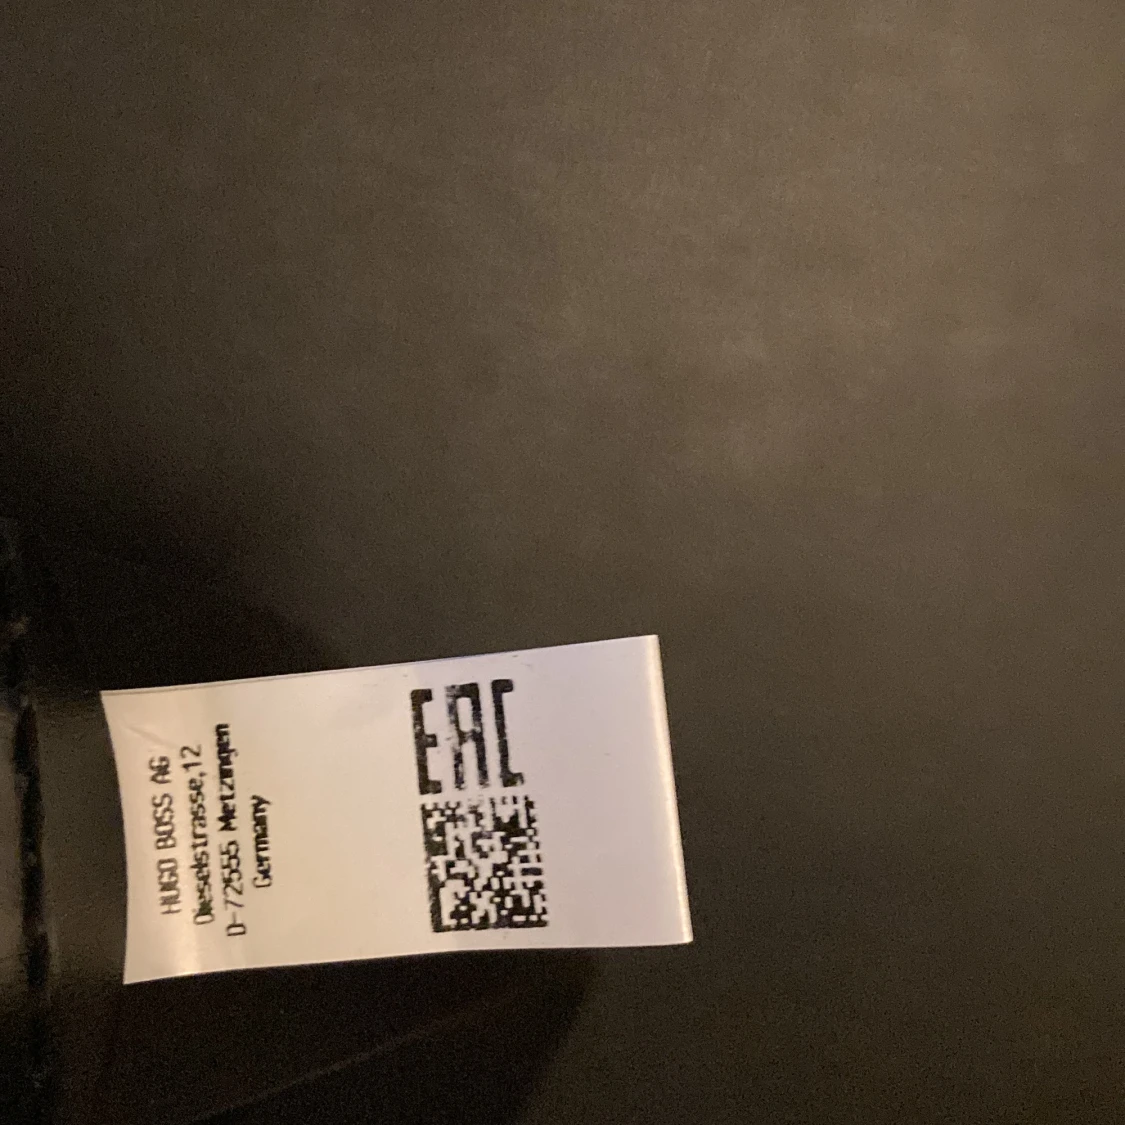 HUGO BOSS AG
Dieselstrasse,12
D-72555 Metzingen
Germany
EAC